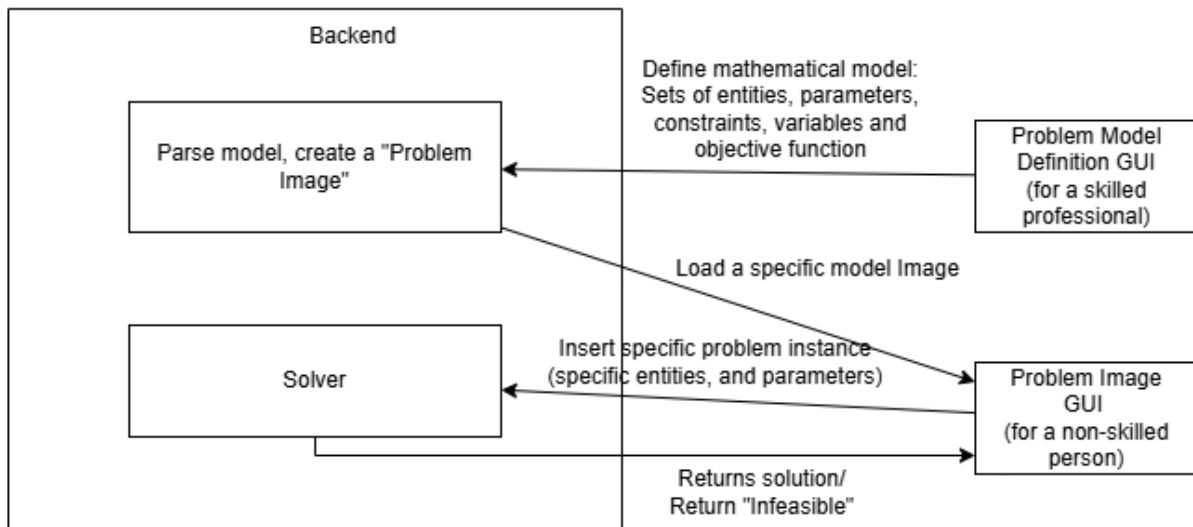 Backend
Define mathematical model:
Sets of entities, parameters,
constraints, variables and
objective function
Parse model, create a "Problem
Image"
Problem Model
Definition GUI
(for a skilled
professional)
Load a specific model Image
Insert specific problem instance
(specific entities, and parameters)
Solver
Problem Image
GUI
(for a non-skilled
person)
Returns solution/
Return "Infeasible"